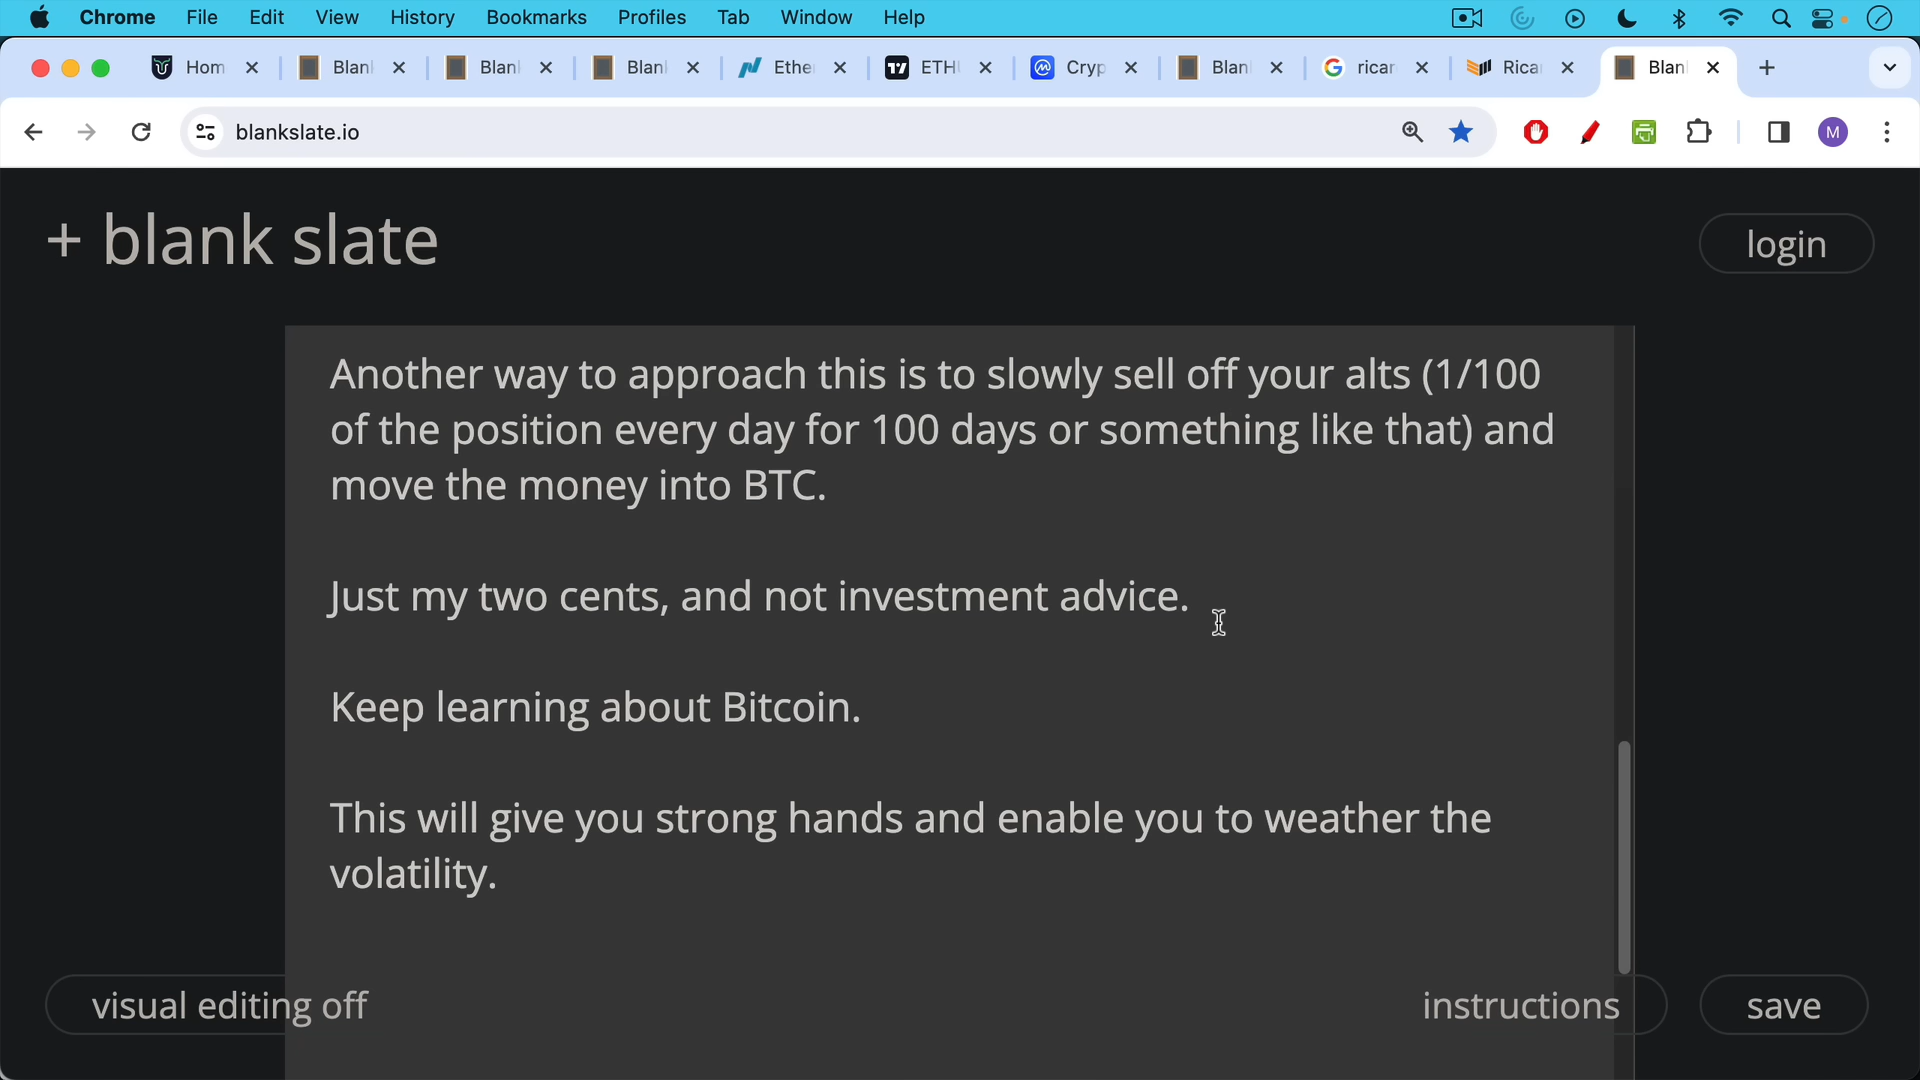 Chrome File Edit View History Bookmarks Profiles Tab Window Help
Hom Blan Blan Blan Ethe ETH Cryp Blan ricar Rica Blan
blankslate.io M
+ blank slate login
Another way to approach this is to slowly sell off your alts (1/100
of the position every day for 100 days or something like that) and
move the money into BTC.
Just my two cents, and not investment advice.
Keep learning about Bitcoin.
This will give you strong hands and enable you to weather the
volatility.
visual editing off instructions save